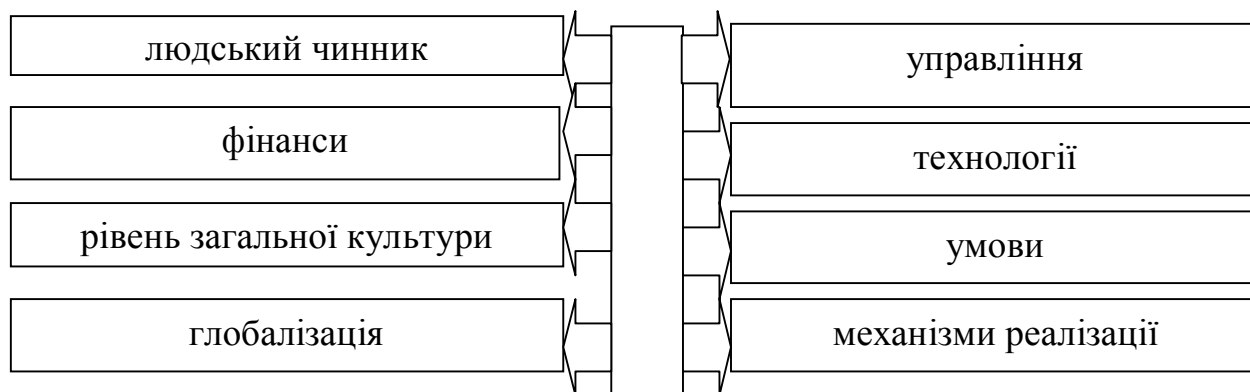 людський чинник
управління
фінанси
технології
рівень загальної культури
умови
глобалізація
механізми реалізації